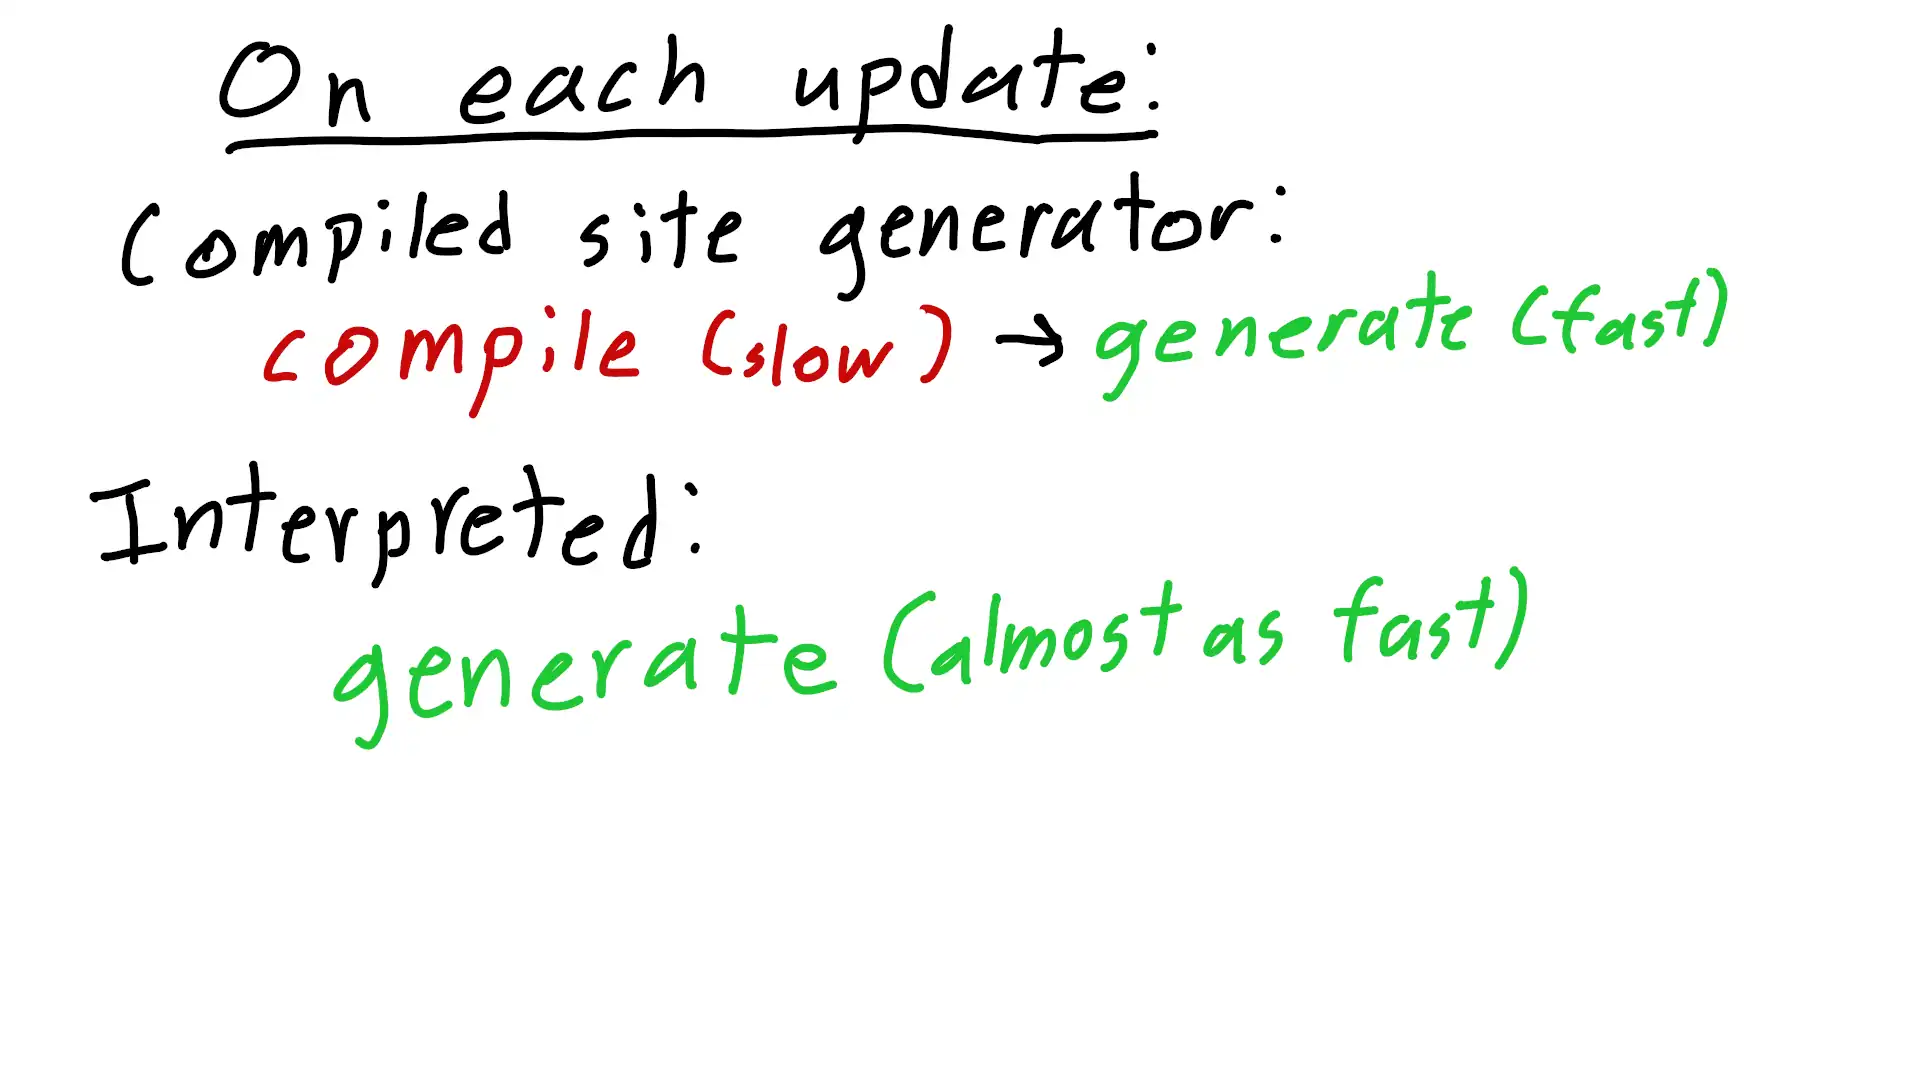 On each update:
Compiled site generator:
compile (slow) → generate (fast)
Interpreted:
generate (almost as fast)